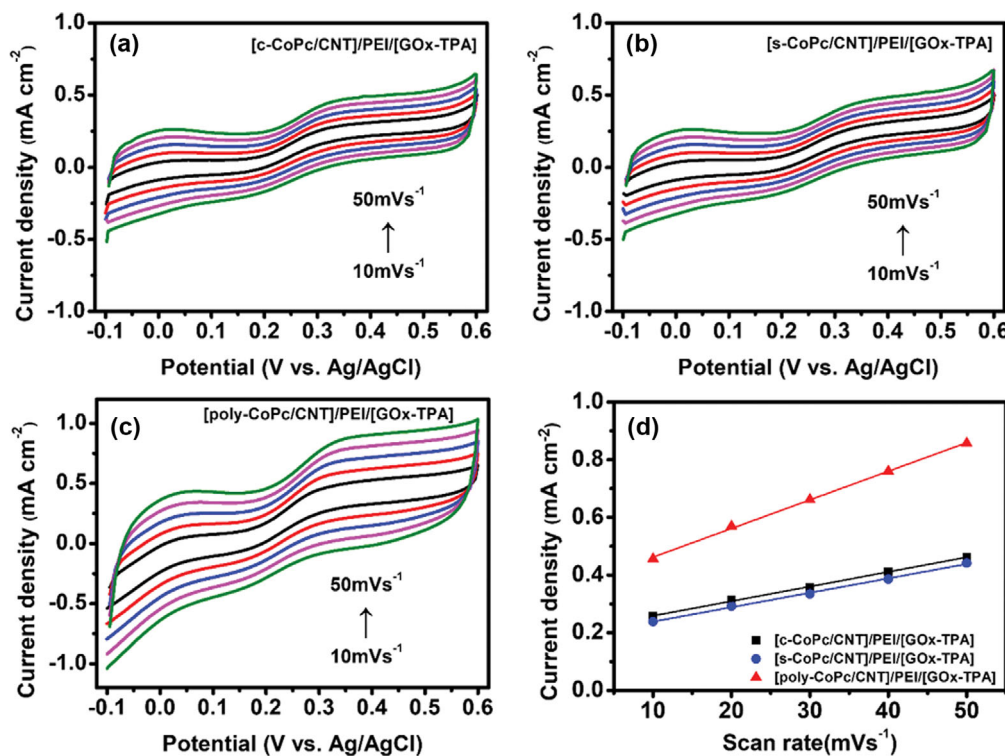 (a)
[c-CoPc/CNT]/PEI/[GOx-TPA]
1.0
0.5
0.0
-0.5
-1.0
Current density (mA cm-2)
50mVs-1
10mVs-1
-0.1 0.0 0.1 0.2 0.3 0.4 0.5 0.6
Potential (V vs. Ag/AgCl)
(b)
[s-CoPc/CNT]/PEI/[GOx-TPA]
1.0
0.5
0.0
-0.5
-1.0
Current density (mA cm-2)
50mVs-1
10mVs-1
-0.1 0.0 0.1 0.2 0.3 0.4 0.5 0.6
Potential (V vs. Ag/AgCl)
(c)
[poly-CoPc/CNT]/PEI/[GOx-TPA]
1.0
0.5
0.0
-0.5
-1.0
Current density (mA cm-2)
50mVs-1
10mVs-1
-0.1 0.0 0.1 0.2 0.3 0.4 0.5 0.6
Potential (V vs. Ag/AgCl)
(d)
1.0
0.8
0.6
0.4
0.2
0.0
Current density (mA cm-2)
[c-CoPc/CNT]/PEI/[GOx-TPA]
[s-CoPc/CNT]/PEI/[GOx-TPA]
[poly-CoPc/CNT]/PEI/[GOx-TPA]
10 20 30 40 50
Scan rate(mVs-1)